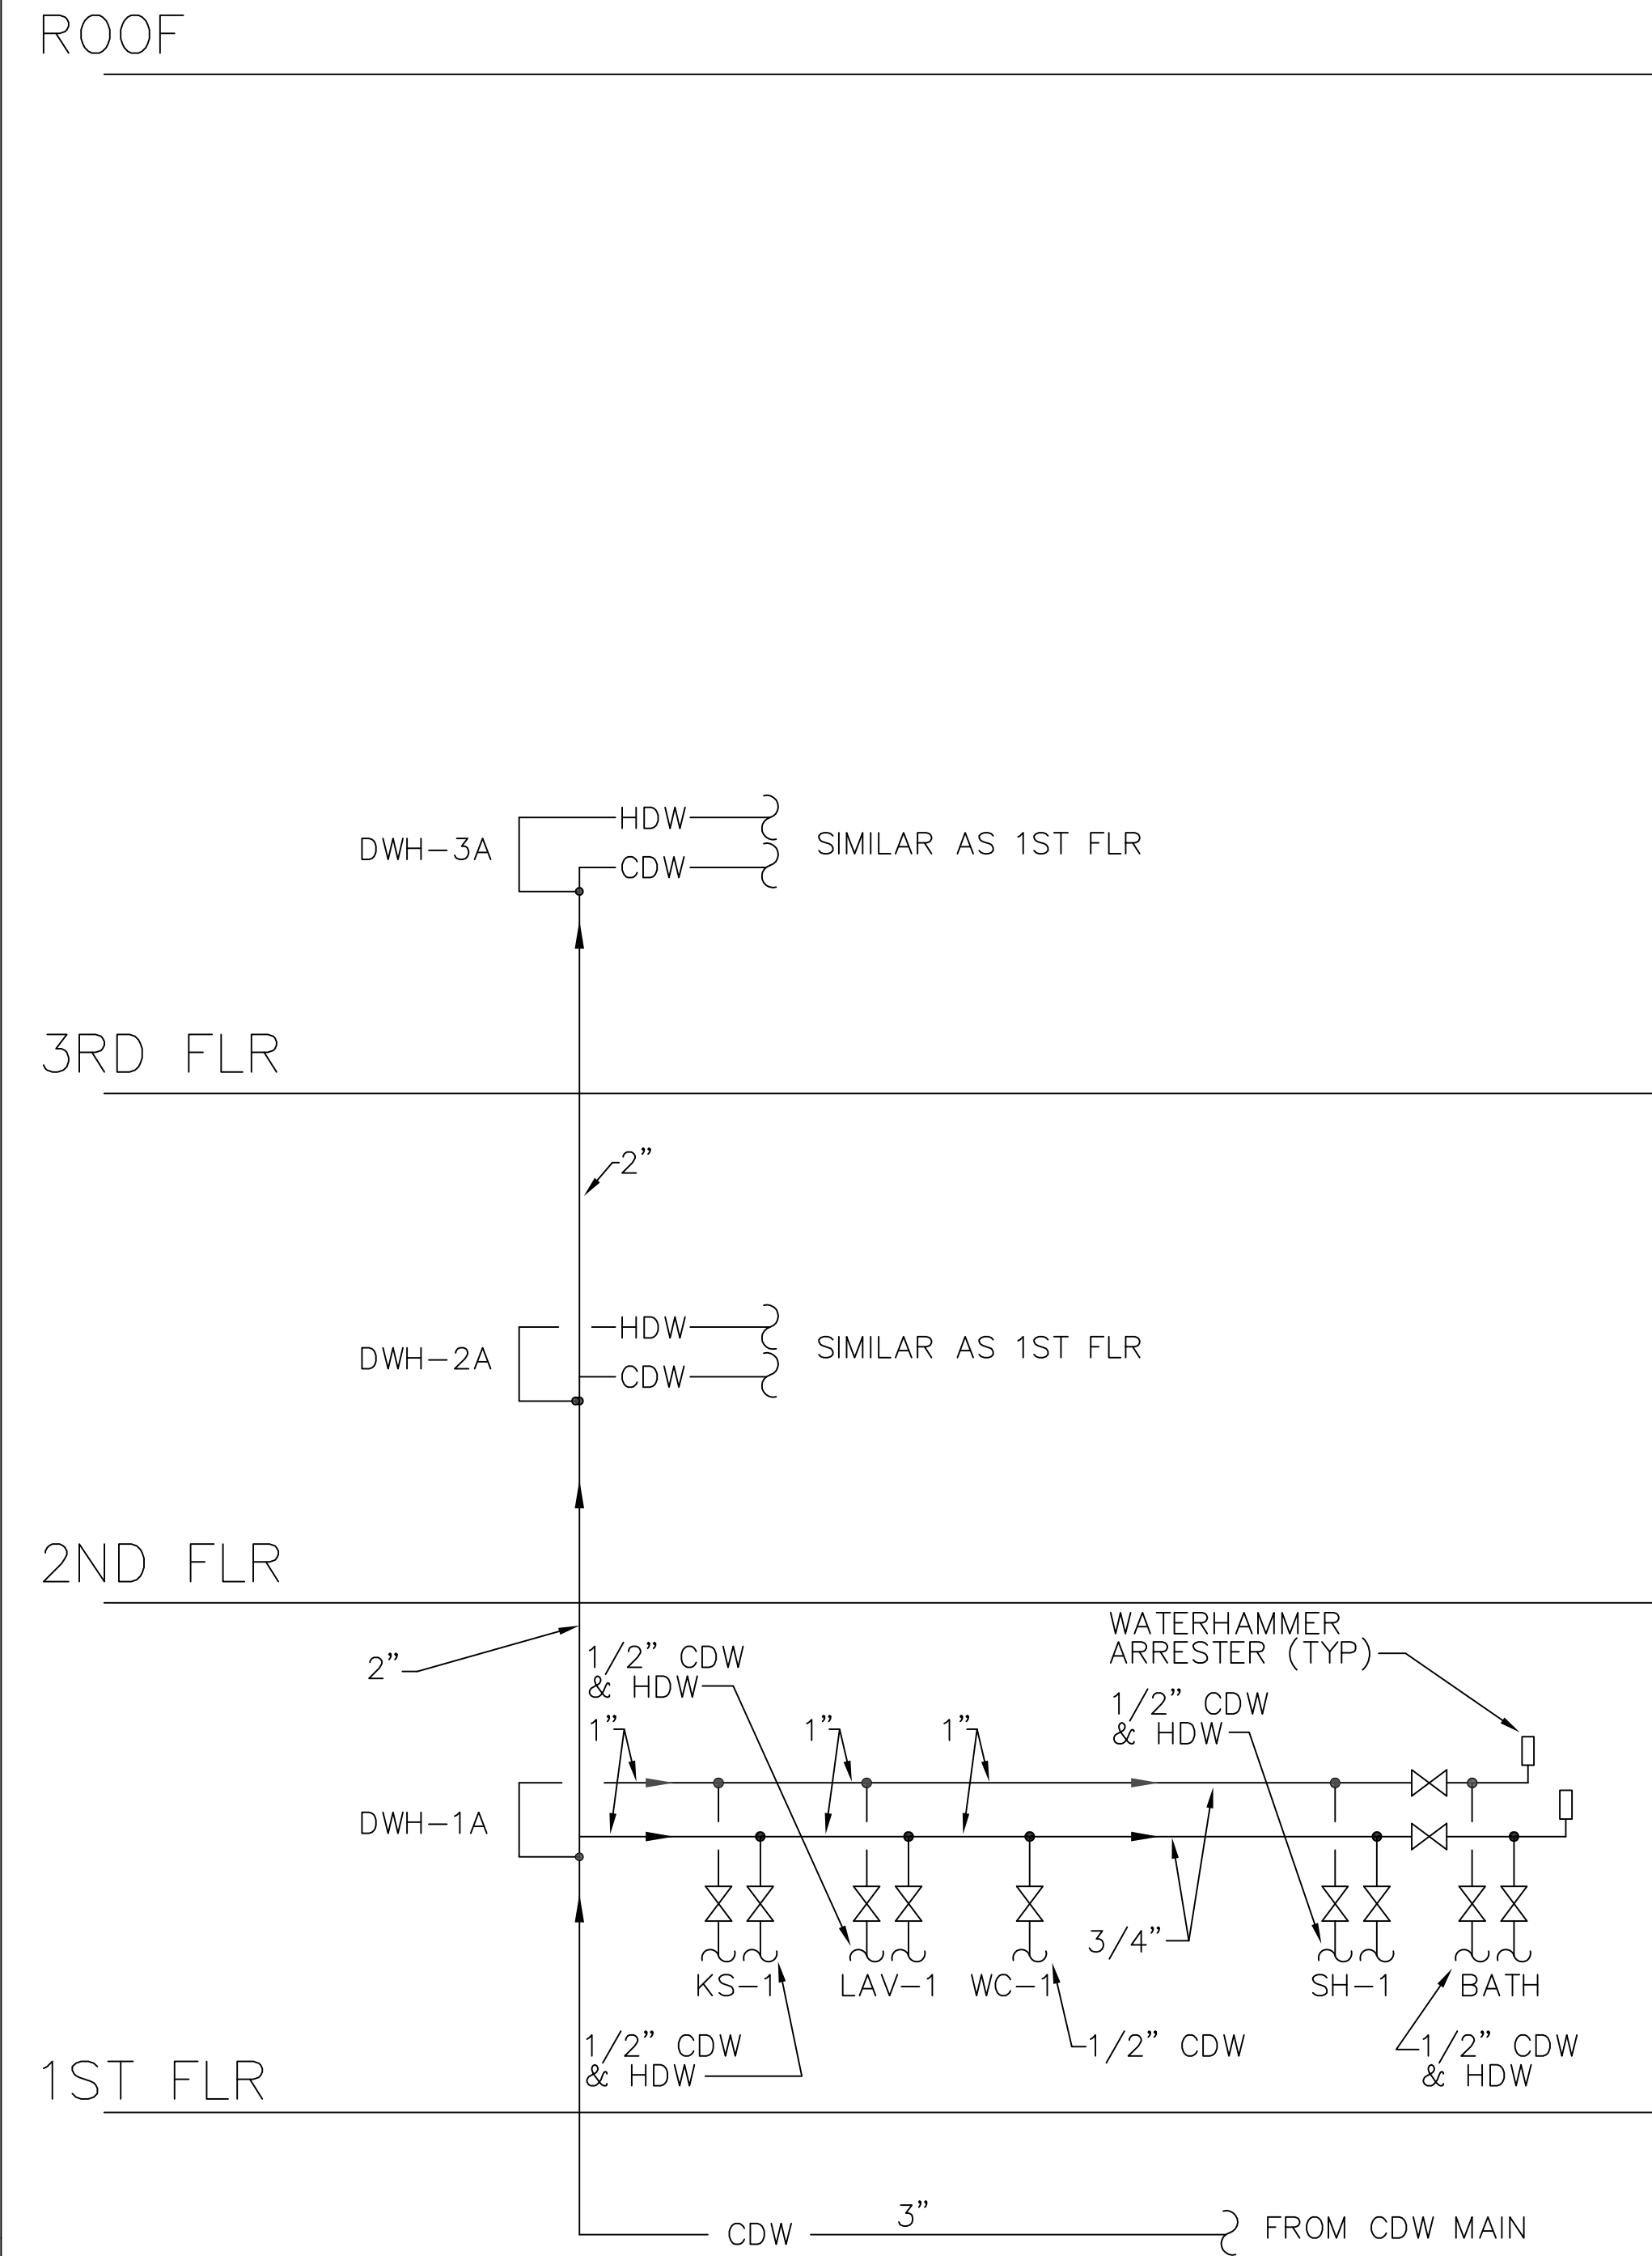 ROOF
HDW
DWH-3A
SIMILAR AS 1ST FLR
CDW
3RD FLR
2”
HDW
DWH-2A
SIMILAR AS 1ST FLR
CDW
2ND FLR
WATERHAMMER
ARRESTER (TYP)
2”
1/2” CDW
& HDW
1/2” CDW
& HDW
1”
1”
1”
DWH-1A
3/4”
KS-1
LAV-1
WC-1
SH-1
BATH
1/2” CDW
& HDW
1/2” CDW
1/2” CDW
& HDW
1ST FLR
3”
CDW
FROM CDW MAIN